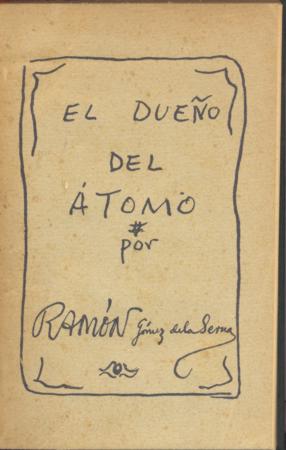 EL DUEÑO
DEL
ÁTOMO
#
por
RAMÓN Gómez de la Serna